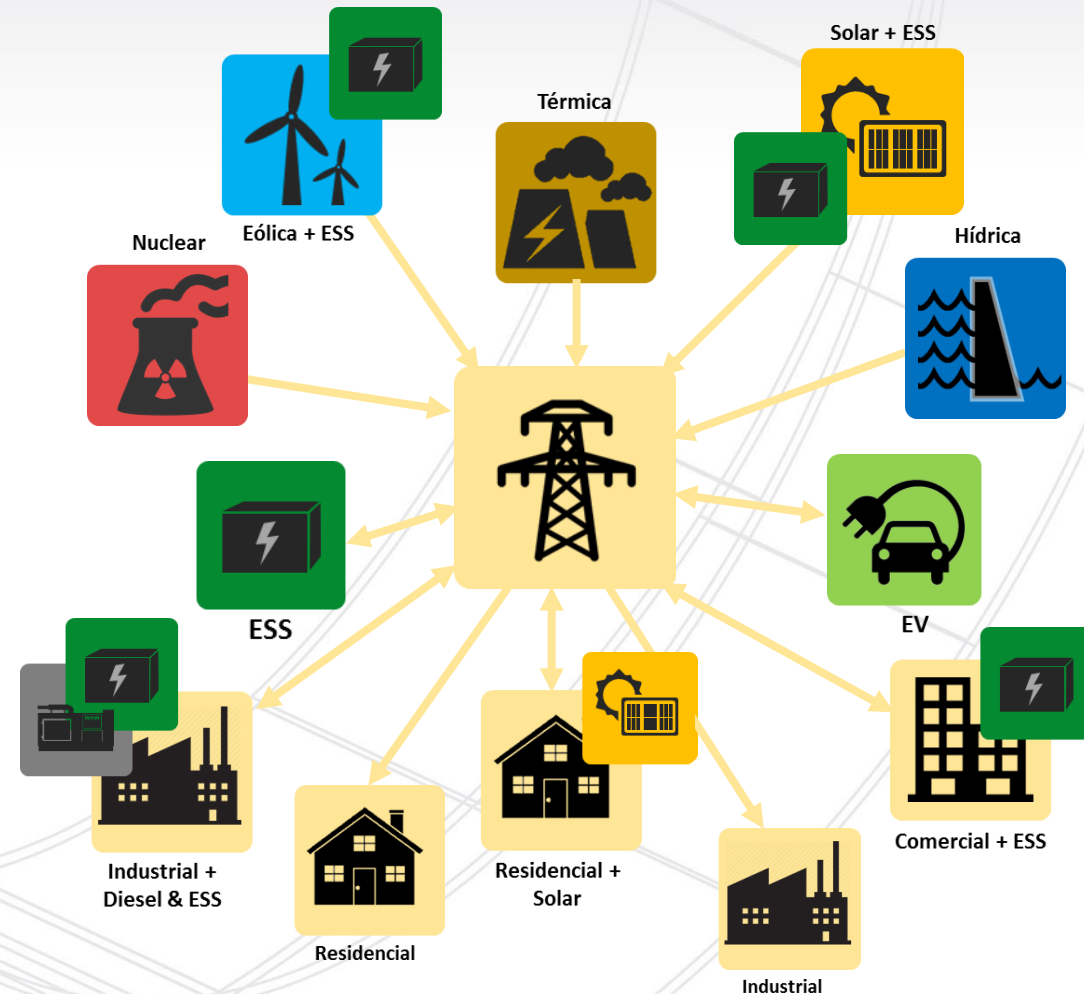 Solar + ESS
Térmica
Eólica + ESS
Nuclear
Hídrica
ESS
EV
Industrial +
Diesel & ESS
Residencial
Residencial +
Solar
Industrial
Comercial + ESS